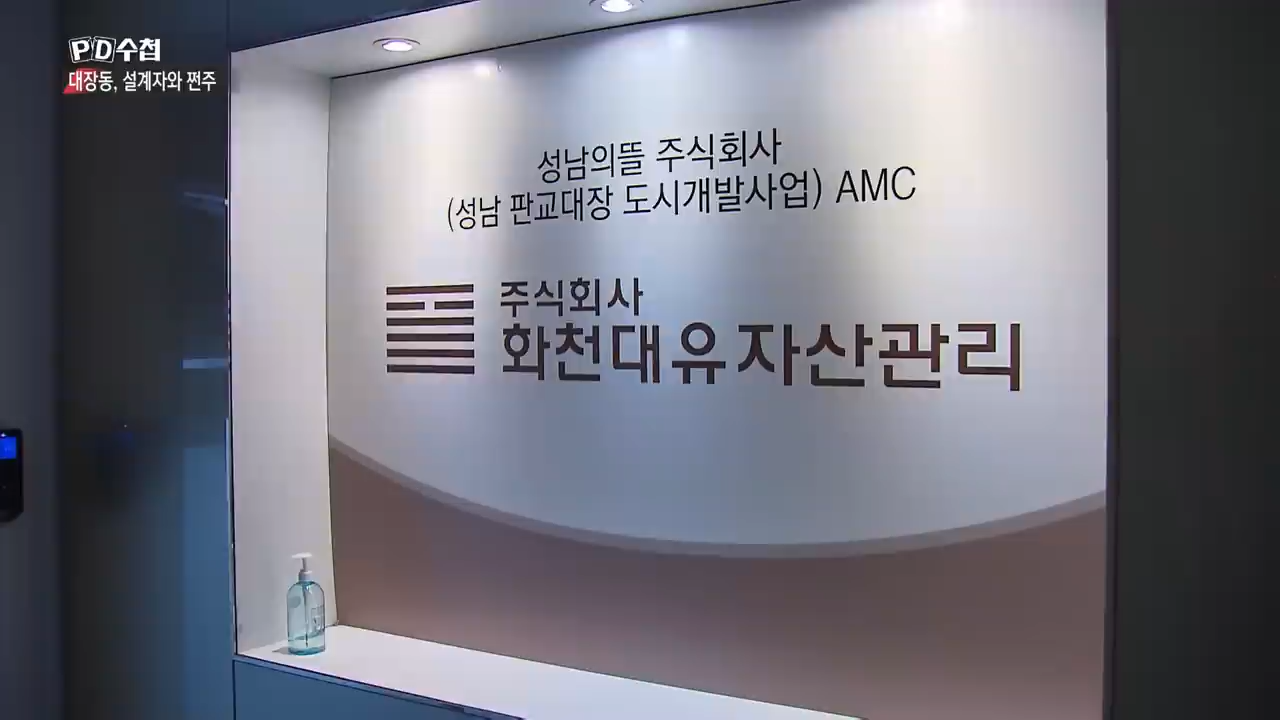 PD수첩
대장동, 설계자와 쩐주
성남의뜰 주식회사
(성남 판교대장 도시개발사업) AMC
주식회사
화천대유자산관리